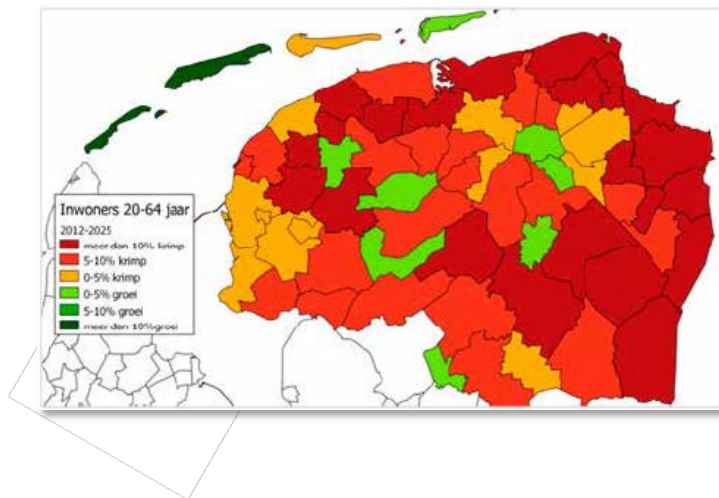 Inwoners 20-64 jaar
2012-2025
meer dan 10% krimp
5-10% krimp
0-5% krimp
0-5% groei
5-10% groei
meer dan 10% groei